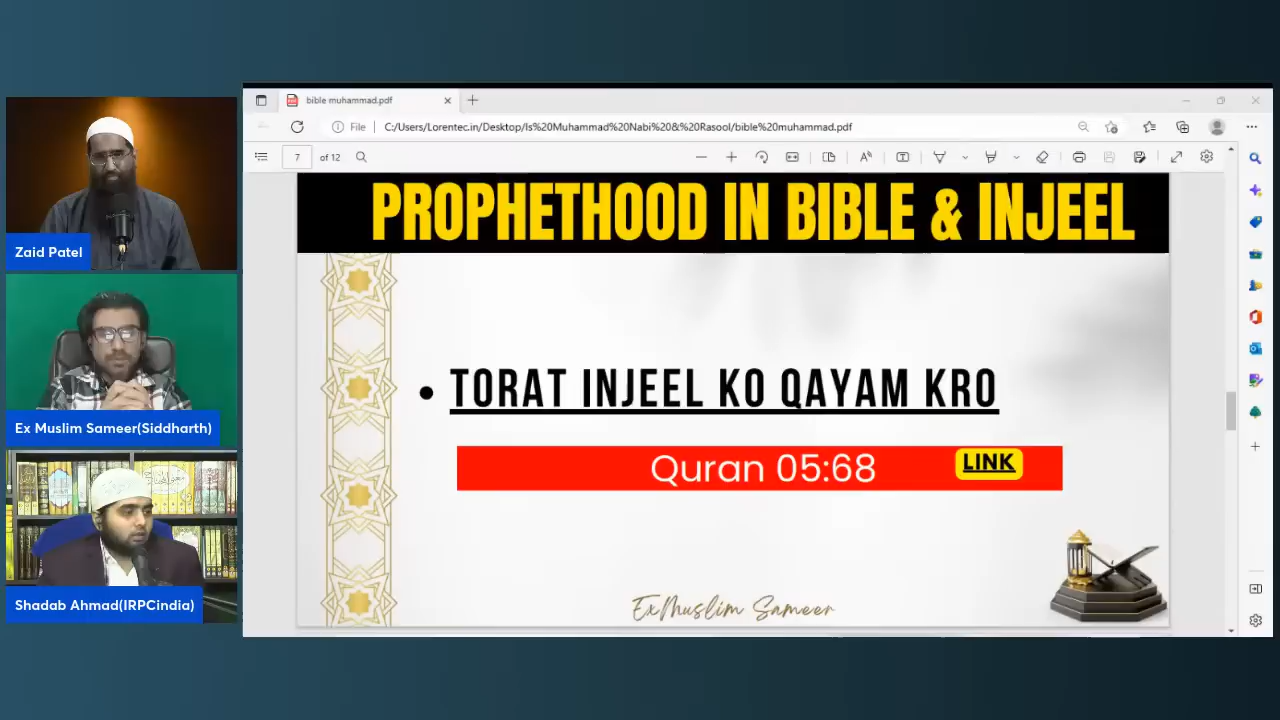 Zaid Patel
Ex Muslim Sameer(Siddharth)
Shadab Ahmad(IRPCindia)
bible muhammad.pdf
File
C:/Users/Lorentec.in/Desktop/Is%20Muhammad%20Nabi%20&%20Rasool/bible%20muhammad.pdf
7 of 12
PROPHETHOOD IN BIBLE & INJEEL
• TORAT INJEEL KO QAYAM KRO
Quran 05:68 LINK
ExMuslim Sameer